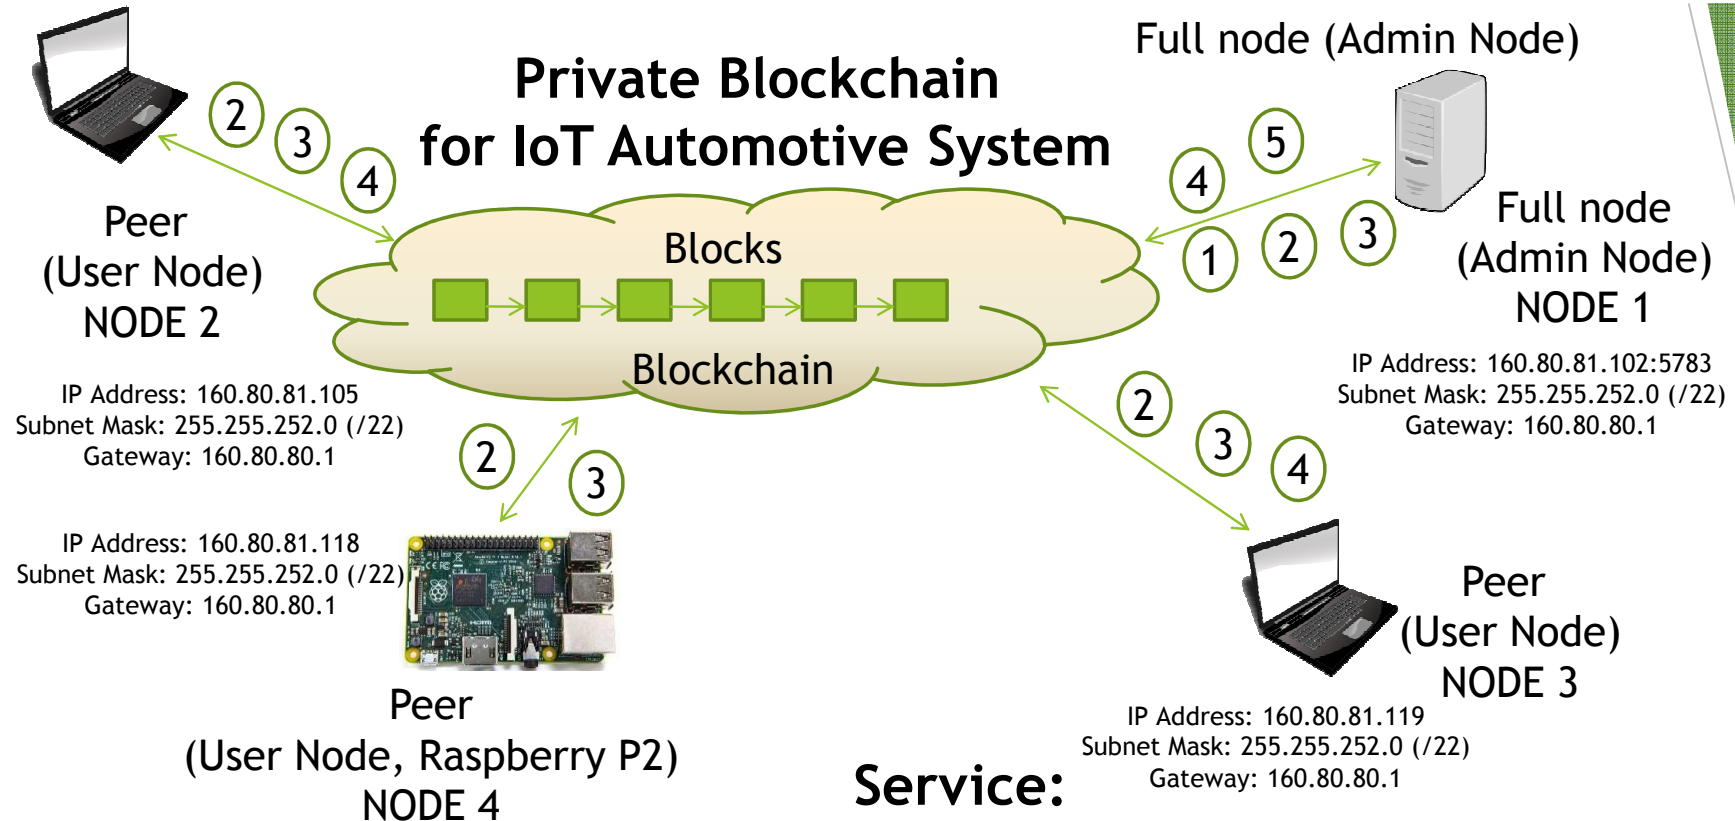 Full node (Admin Node)
Private Blockchain
for IoT Automotive System
2
3
4
5
4
1
2
3
Peer
(User Node)
NODE 2
Full node
(Admin Node)
NODE 1
Blocks
Blockchain
IP Address: 160.80.81.105
Subnet Mask: 255.255.252.0 (/22)
Gateway: 160.80.80.1
IP Address: 160.80.81.102:5783
Subnet Mask: 255.255.252.0 (/22)
Gateway: 160.80.80.1
2
3
2
3
4
IP Address: 160.80.81.118
Subnet Mask: 255.255.252.0 (/22)
Gateway: 160.80.80.1
Peer
(User Node, Raspberry P2)
NODE 4
Peer
(User Node)
NODE 3
IP Address: 160.80.81.119
Subnet Mask: 255.255.252.0 (/22)
Gateway: 160.80.80.1
Service: